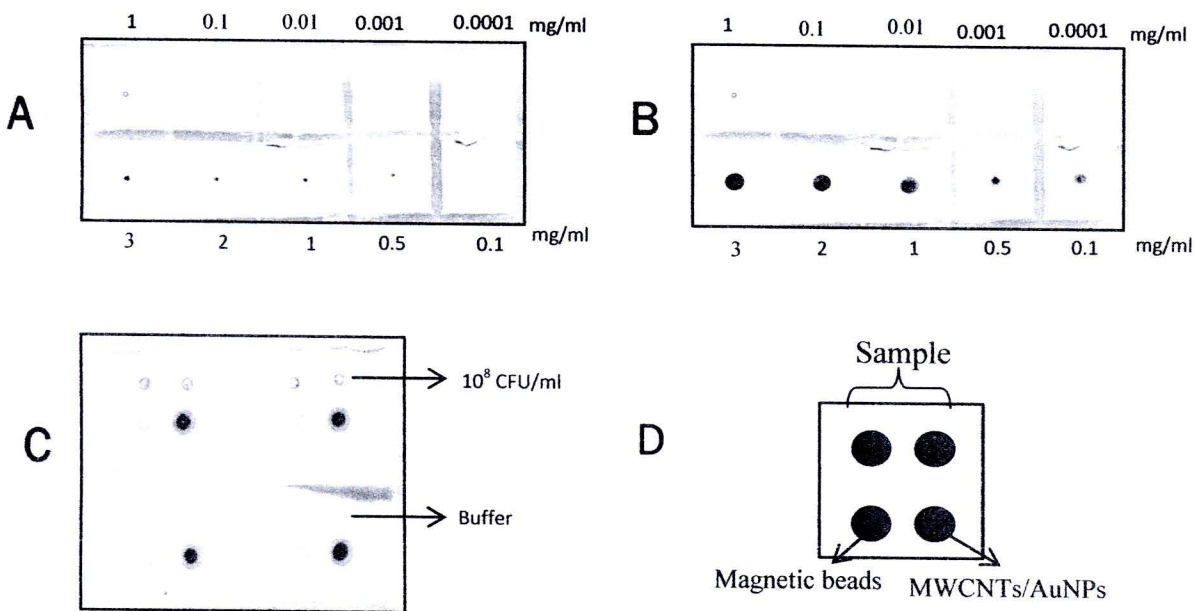 1 0.1 0.01 0.001 0.0001 mg/ml
A
3 2 1 0.5 0.1 mg/ml
1 0.1 0.01 0.001 0.0001 mg/ml
B
3 2 1 0.5 0.1 mg/ml
C
10⁸ CFU/ml
Buffer
Sample
D
Magnetic beads
MWCNTs/AuNPs